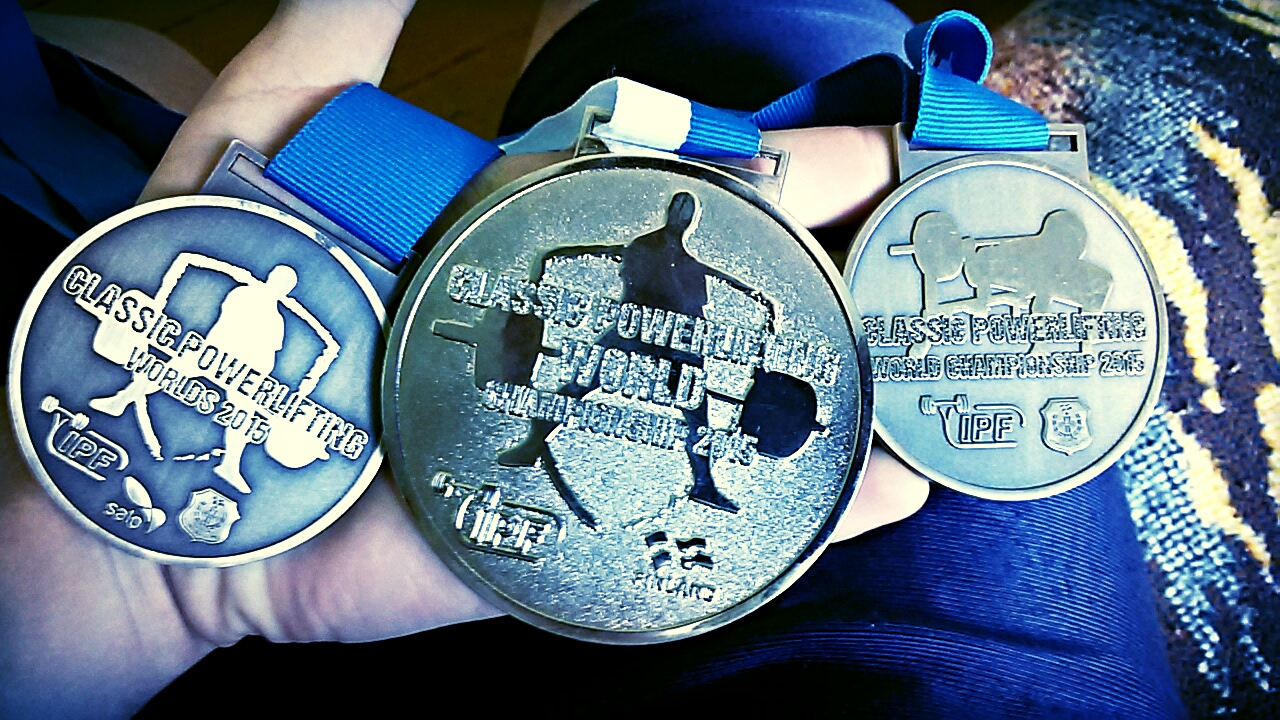 CLASSIC POWERLIFTING
WORLDS 2015
IPF
salo
CLASSIC POWERLIFTING
WORLD
CHAMPIONSHIP 2015
IPF
FINLAND
CLASSIC POWERLIFTING
WORLD CHAMPIONSHIP 2015
IPF